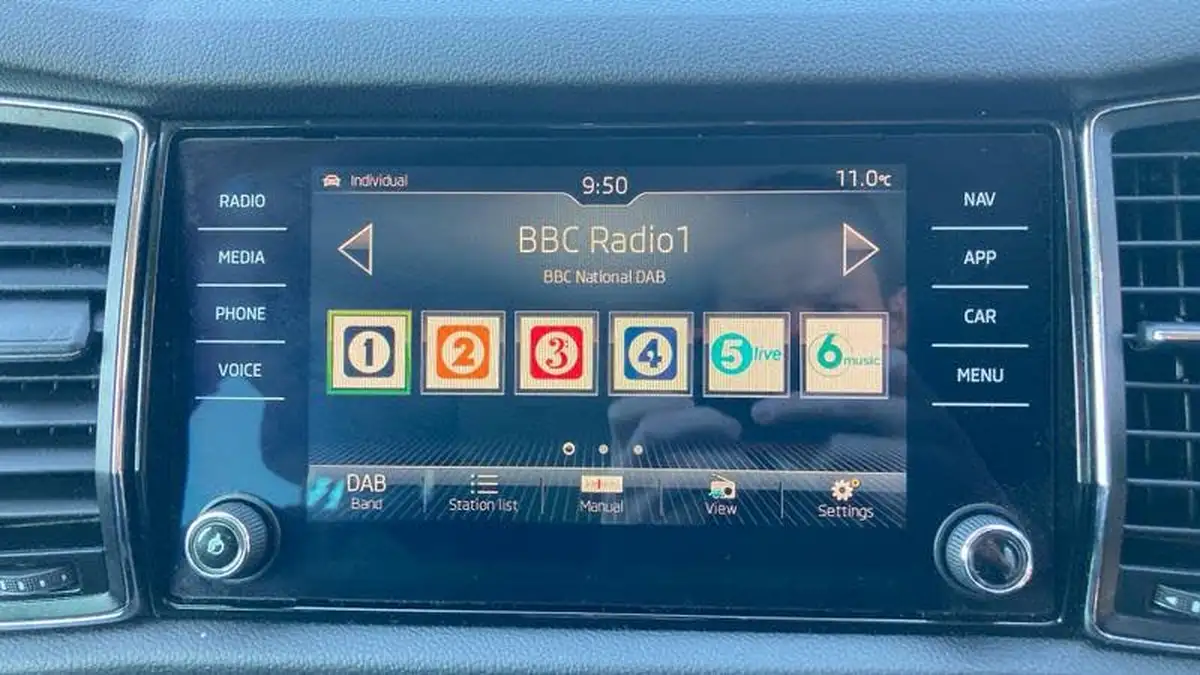 RADIO
MEDIA
PHONE
VOICE
Individual
9:50
11.0°C
BBC Radio1
BBC National DAB
1
2
3
4
5 live
6 music
DAB
Band
Station list
Manual
View
Settings
NAV
APP
CAR
MENU